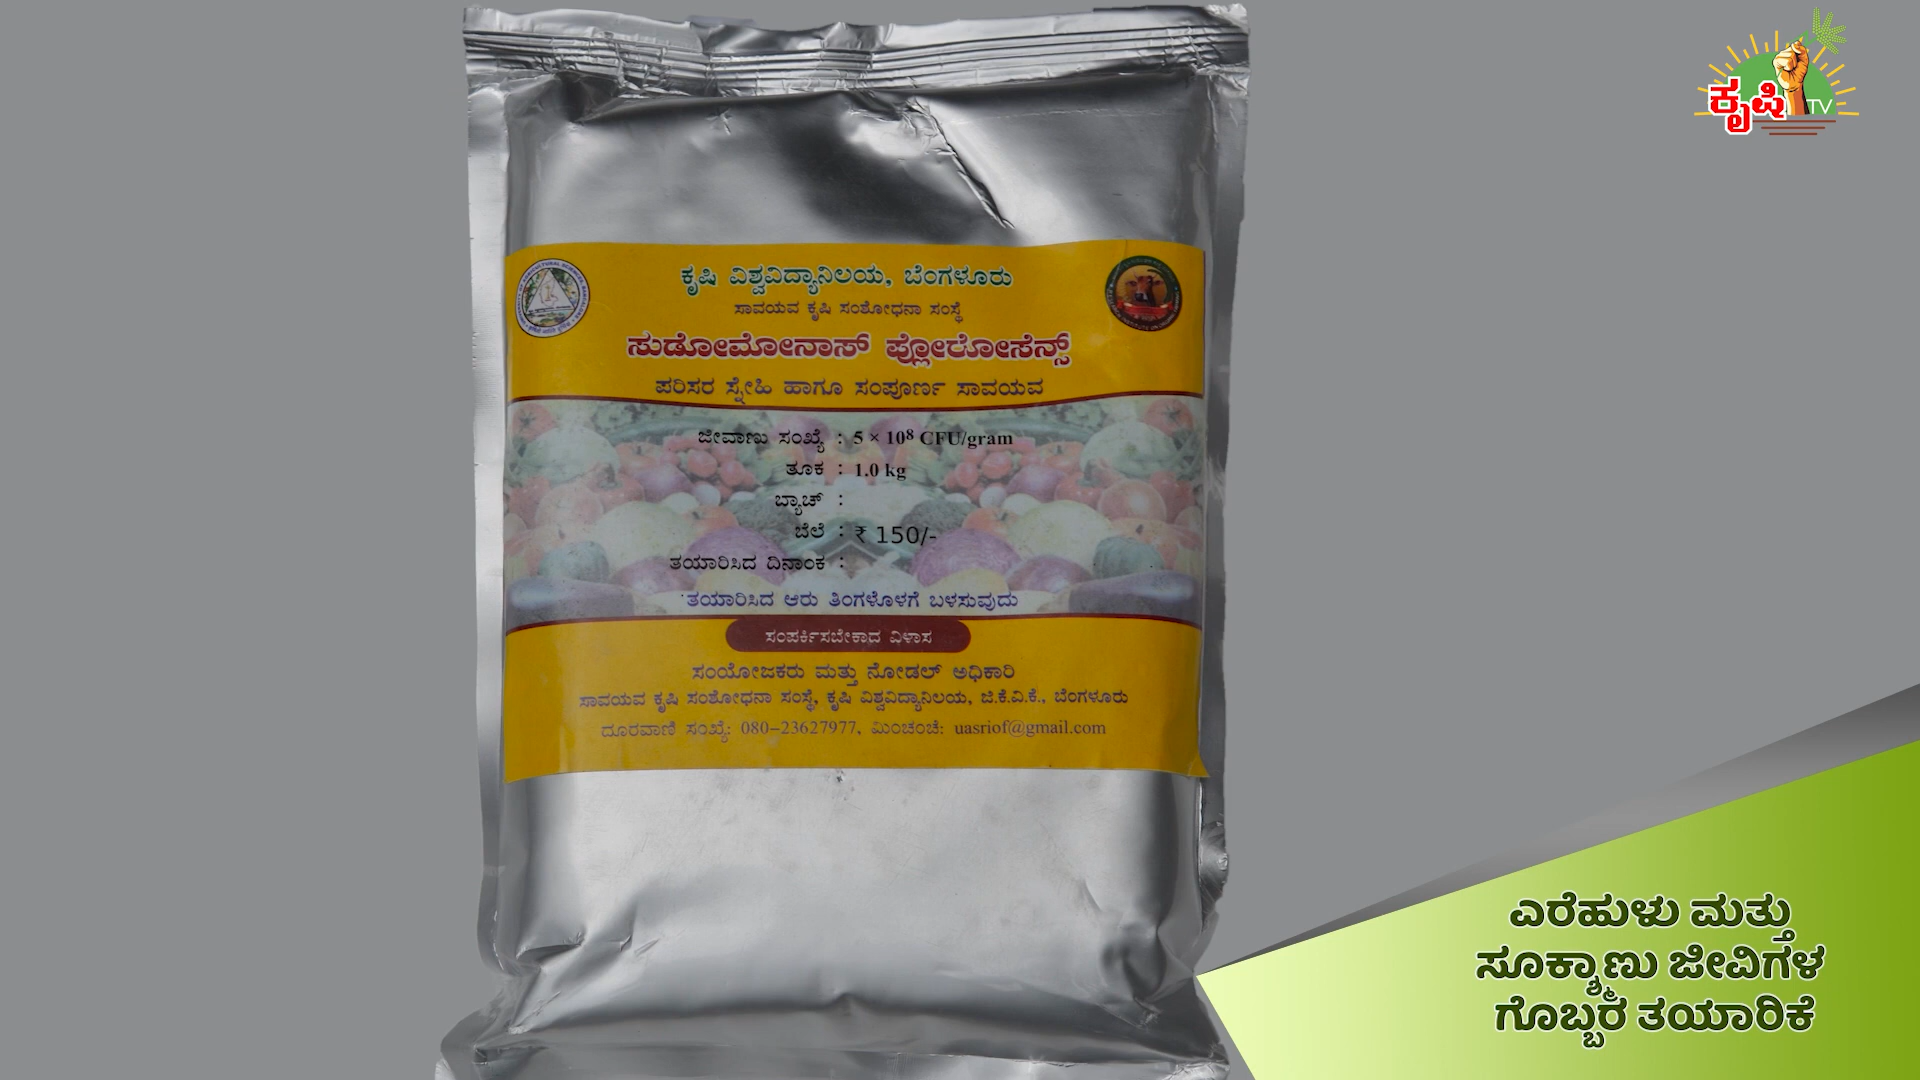 ಕೃಷಿ TV
ಕೃಷಿ ವಿಶ್ವವಿದ್ಯಾನಿಲಯ, ಬೆಂಗಳೂರು
ಸಾವಯವ ಕೃಷಿ ಸಂಶೋಧನಾ ಸಂಸ್ಥೆ
ಸುಡೋಮೋನಾಸ್ ಫ್ಲೋರೋಸೆನ್ಸ್
ಪರಿಸರ ಸ್ನೇಹಿ ಹಾಗೂ ಸಂಪೂರ್ಣ ಸಾವಯವ
ಜೀವಾಣು ಸಂಖ್ಯೆ : 5 × 10⁸ CFU/gram
ತೂಕ : 1.0 kg
ಬ್ಯಾಚ್ :
ಬೆಲೆ : ₹ 150/-
ತಯಾರಿಸಿದ ದಿನಾಂಕ :
ತಯಾರಿಸಿದ ಆರು ತಿಂಗಳೊಳಗೆ ಬಳಸುವುದು
ಸಂಪರ್ಕಿಸಬೇಕಾದ ವಿಳಾಸ
ಸಂಯೋಜಕರು ಮತ್ತು ನೋಡಲ್ ಅಧಿಕಾರಿ
ಸಾವಯವ ಕೃಷಿ ಸಂಶೋಧನಾ ಸಂಸ್ಥೆ, ಕೃಷಿ ವಿಶ್ವವಿದ್ಯಾನಿಲಯ, ಜಿ.ಕೆ.ವಿ.ಕೆ., ಬೆಂಗಳೂರು
ದೂರವಾಣಿ ಸಂಖ್ಯೆ: 080–23627977, ಮಿಂಚಂಚೆ: uasriof@gmail.com
ಎರೆಹುಳು ಮತ್ತು
ಸೂಕ್ಷ್ಮಾಣು ಜೀವಿಗಳ
ಗೊಬ್ಬರ ತಯಾರಿಕೆ